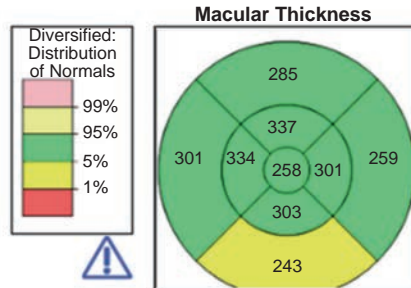 Macular Thickness
Diversified:
Distribution
of Normals
99%
95%
5%
1%
285
337
301 334 258 301 259
303
243